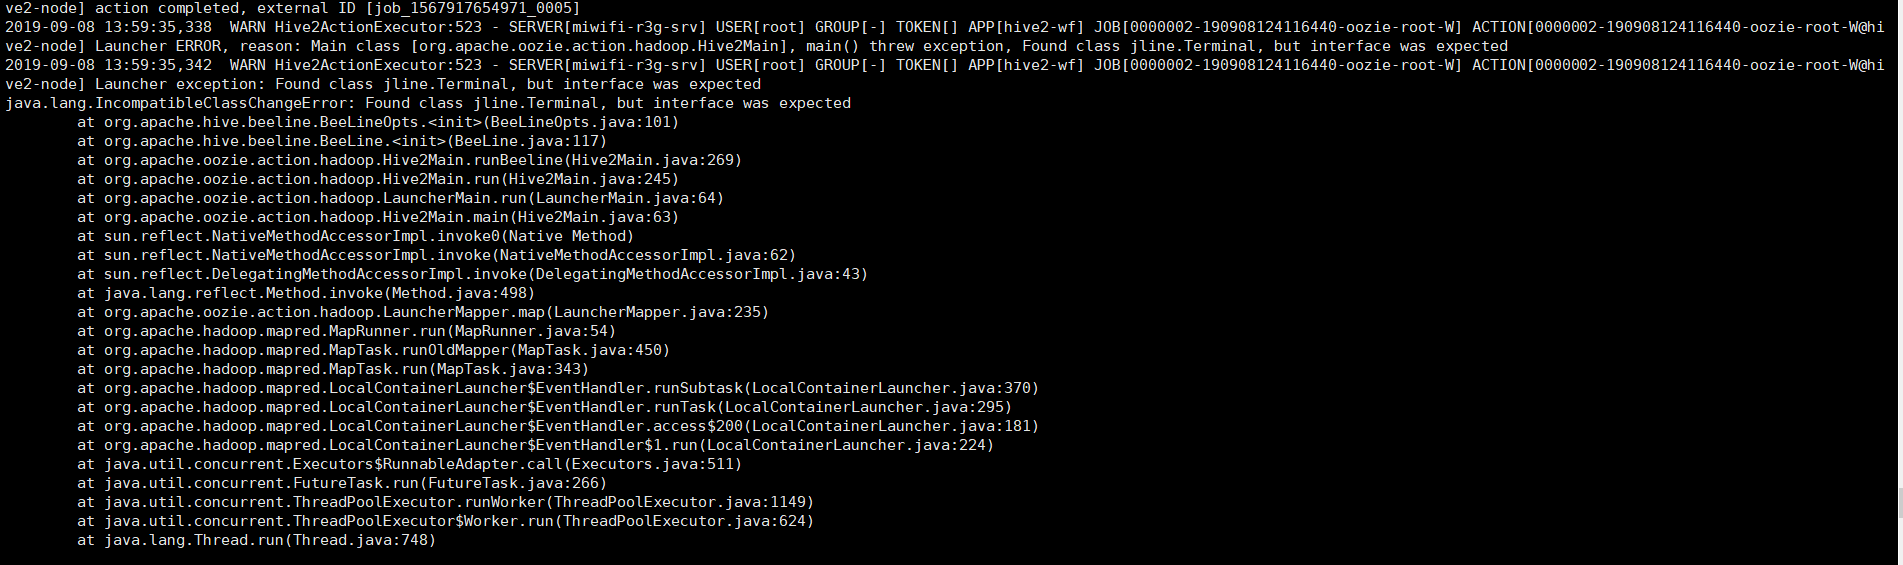 ve2-node] action completed, external ID [job_1567917654971_0005]
2019-09-08 13:59:35,338  WARN Hive2ActionExecutor:523 - SERVER[miwifi-r3g-srv] USER[root] GROUP[-] TOKEN[] APP[hive2-wf] JOB[0000002-190908124116440-oozie-root-W] ACTION[0000002-190908124116440-oozie-root-W@hi
ve2-node] Launcher ERROR, reason: Main class [org.apache.oozie.action.hadoop.Hive2Main], main() threw exception, Found class jline.Terminal, but interface was expected
2019-09-08 13:59:35,342  WARN Hive2ActionExecutor:523 - SERVER[miwifi-r3g-srv] USER[root] GROUP[-] TOKEN[] APP[hive2-wf] JOB[0000002-190908124116440-oozie-root-W] ACTION[0000002-190908124116440-oozie-root-W@hi
ve2-node] Launcher exception: Found class jline.Terminal, but interface was expected
java.lang.IncompatibleClassChangeError: Found class jline.Terminal, but interface was expected
        at org.apache.hive.beeline.BeeLineOpts.<init>(BeeLineOpts.java:101)
        at org.apache.hive.beeline.BeeLine.<init>(BeeLine.java:117)
        at org.apache.oozie.action.hadoop.Hive2Main.runBeeline(Hive2Main.java:269)
        at org.apache.oozie.action.hadoop.Hive2Main.run(Hive2Main.java:245)
        at org.apache.oozie.action.hadoop.LauncherMain.run(LauncherMain.java:64)
        at org.apache.oozie.action.hadoop.Hive2Main.main(Hive2Main.java:63)
        at sun.reflect.NativeMethodAccessorImpl.invoke0(Native Method)
        at sun.reflect.NativeMethodAccessorImpl.invoke(NativeMethodAccessorImpl.java:62)
        at sun.reflect.DelegatingMethodAccessorImpl.invoke(DelegatingMethodAccessorImpl.java:43)
        at java.lang.reflect.Method.invoke(Method.java:498)
        at org.apache.oozie.action.hadoop.LauncherMapper.map(LauncherMapper.java:235)
        at org.apache.hadoop.mapred.MapRunner.run(MapRunner.java:54)
        at org.apache.hadoop.mapred.MapTask.runOldMapper(MapTask.java:450)
        at org.apache.hadoop.mapred.MapTask.run(MapTask.java:343)
        at org.apache.hadoop.mapred.LocalContainerLauncher$EventHandler.runSubtask(LocalContainerLauncher.java:370)
        at org.apache.hadoop.mapred.LocalContainerLauncher$EventHandler.runTask(LocalContainerLauncher.java:295)
        at org.apache.hadoop.mapred.LocalContainerLauncher$EventHandler.access$200(LocalContainerLauncher.java:181)
        at org.apache.hadoop.mapred.LocalContainerLauncher$EventHandler$1.run(LocalContainerLauncher.java:224)
        at java.util.concurrent.Executors$RunnableAdapter.call(Executors.java:511)
        at java.util.concurrent.FutureTask.run(FutureTask.java:266)
        at java.util.concurrent.ThreadPoolExecutor.runWorker(ThreadPoolExecutor.java:1149)
        at java.util.concurrent.ThreadPoolExecutor$Worker.run(ThreadPoolExecutor.java:624)
        at java.lang.Thread.run(Thread.java:748)